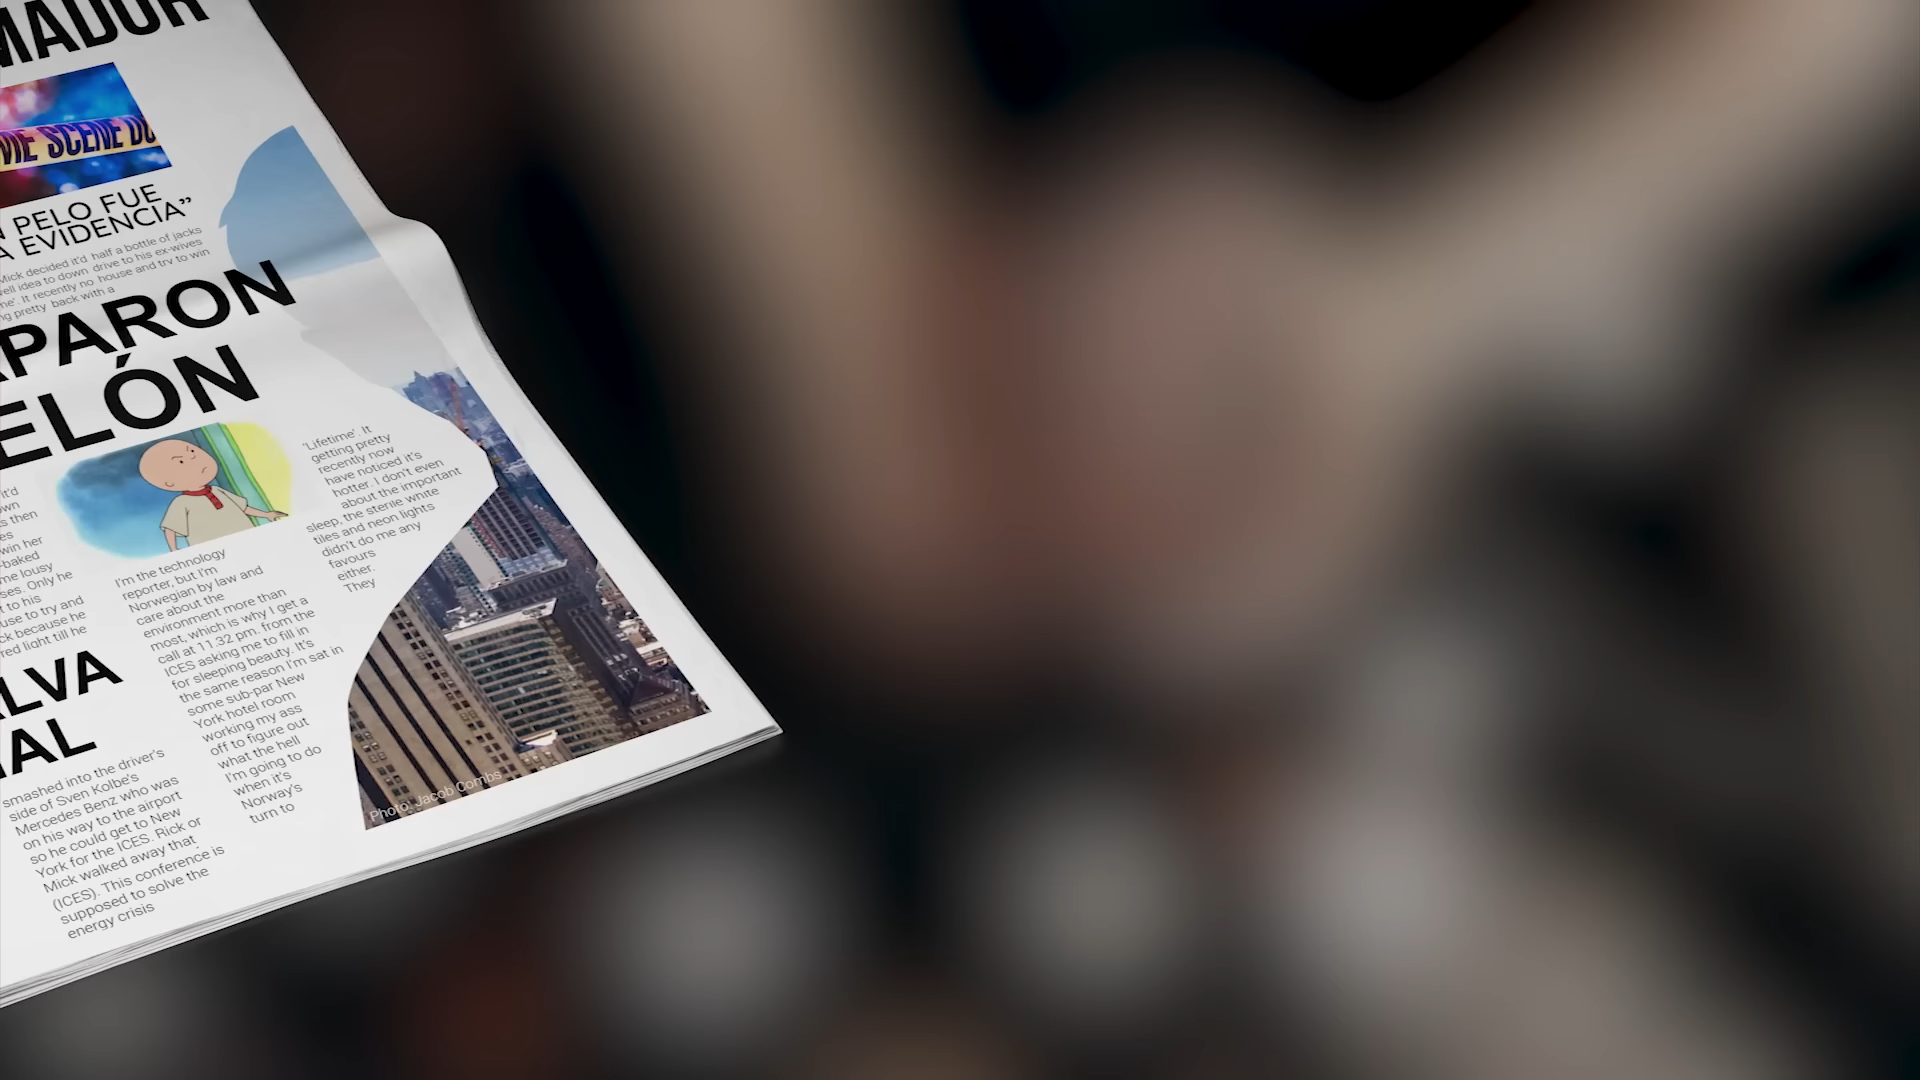 MADOR
SCENE DO
PELO FUE
EVIDENCIA”
Mick decided it'd half a bottle of jacks
well idea to down drive to his ex-wives
me'. It recently no house and try to win
ng pretty back with a
PARON
ELÓN
it'd
own
s then
es
win her
-baked
me lousy
ses. Only he
t to his
use to try and
ck because he
red light till he
I'm the technology
reporter, but I'm
Norwegian by law and
care about the
environment more than
most, which is why I get a
call at 11.32 pm. from the
ICES asking me to fill in
for sleeping beauty. It's
the same reason I'm sat in
some sub-par New
York hotel room
working my ass
off to figure out
what the hell
I'm going to do
when it's
Norway's
turn to
'Lifetime'. It
getting pretty
recently now
have noticed it's
hotter. I don't even
about the important
sleep, the sterile white
tiles and neon lights
didn't do me any
favours
either.
They
LVA
IAL
smashed into the driver's
side of Sven Kolbe's
Mercedes Benz who was
on his way to the airport
so he could get to New
York for the ICES. Rick or
Mick walked away that
(ICES). This conference is
supposed to solve the
energy crisis
Photo: Jacob Combs